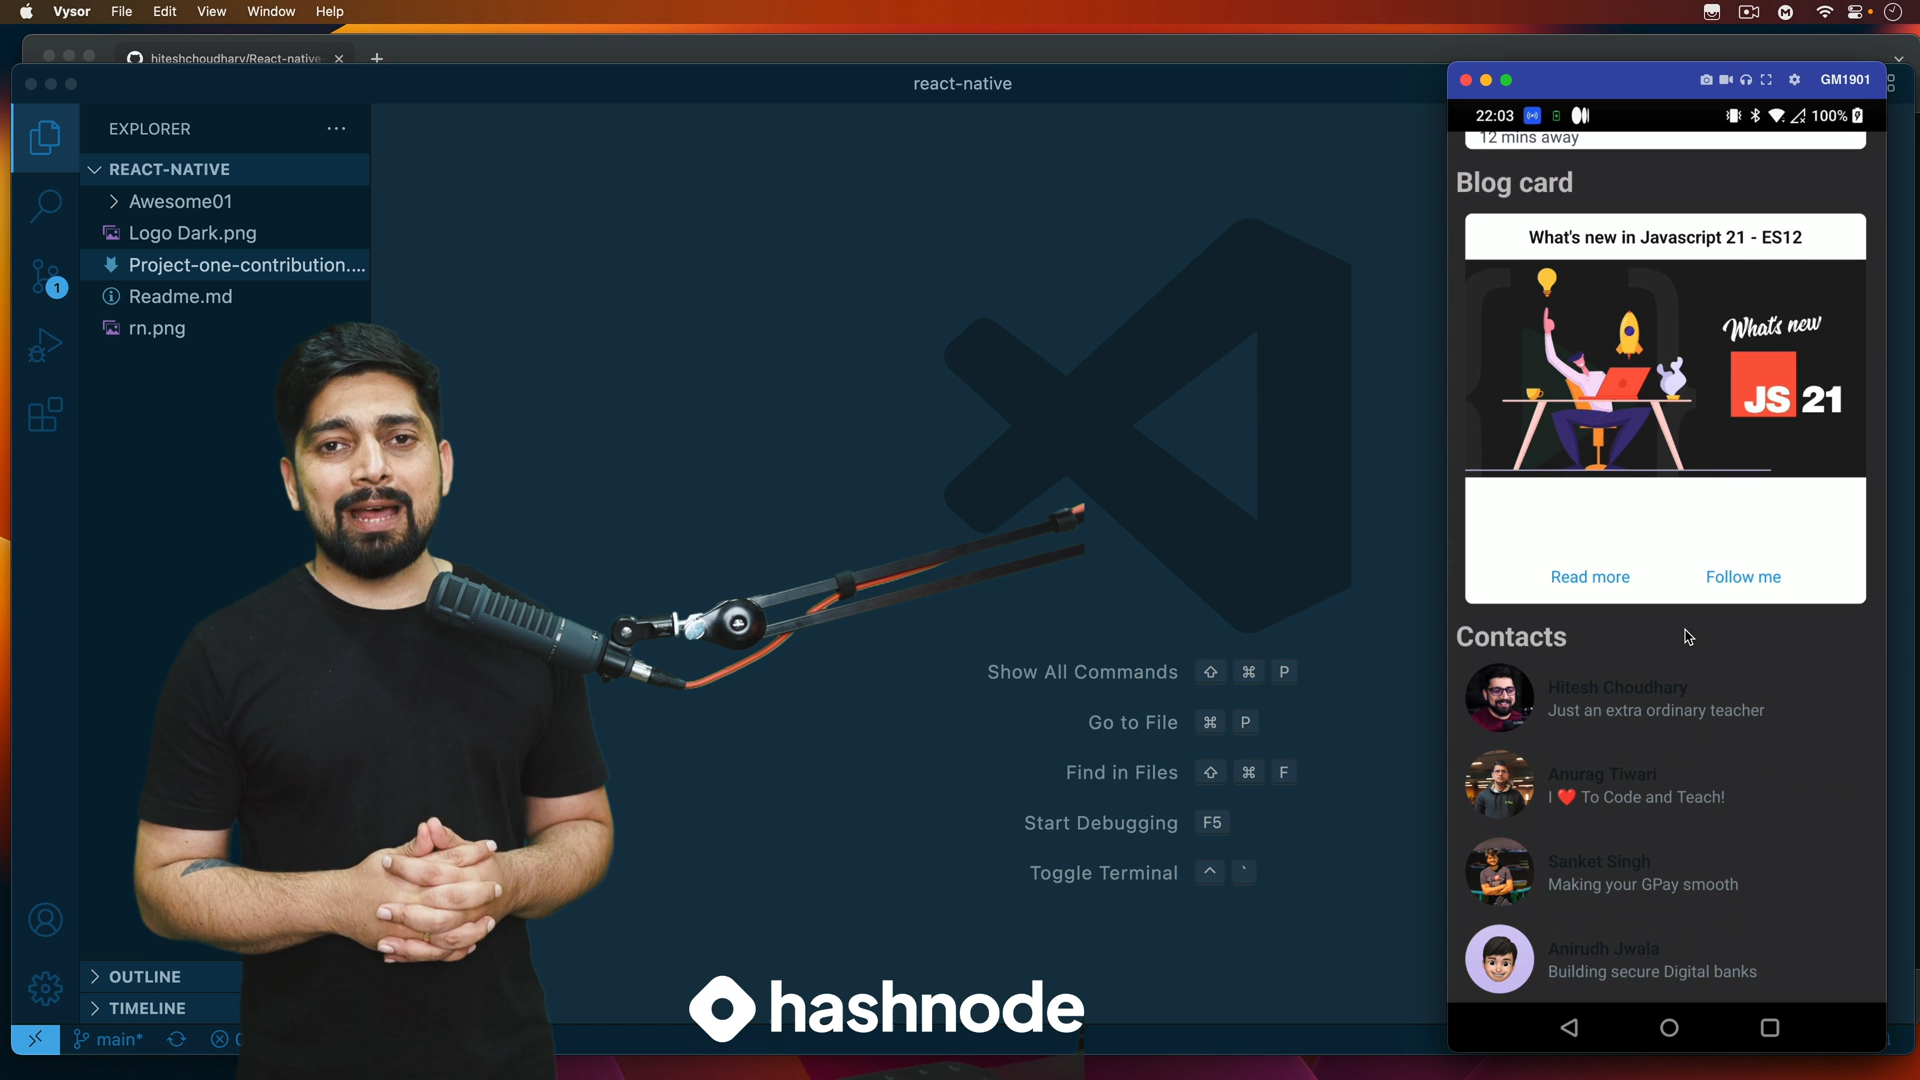 Vysor File Edit View Window Help
hiteshchoudhary/React-native
react-native
GM1901
EXPLORER
22:03 100%
12 mins away
REACT-NATIVE
Blog card
Awesome01
Logo Dark.png
What's new in Javascript 21 - ES12
Project-one-contribution....
1
Readme.md
rn.png
What's new
JS 21
Read more Follow me
Contacts
Show All Commands ⇧ ⌘ P
Hitesh Choudhary
Just an extra ordinary teacher
Go to File ⌘ P
Find in Files ⇧ ⌘ F
Anurag Tiwari
I ❤️ To Code and Teach!
Start Debugging F5
Toggle Terminal ^ `
Sanket Singh
Making your GPay smooth
Anirudh Jwala
Building secure Digital banks
OUTLINE
TIMELINE
hashnode
main*